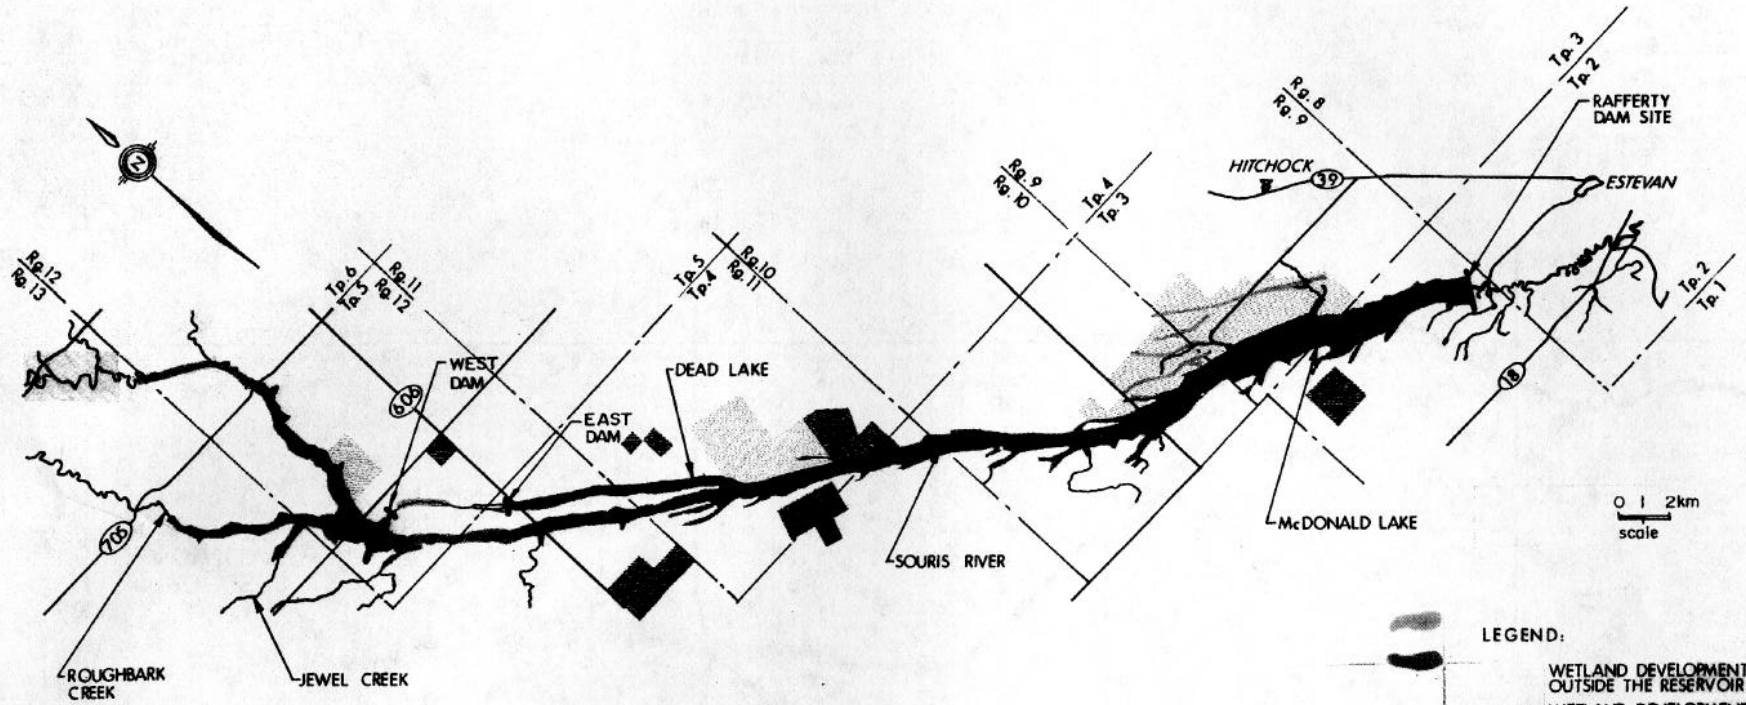 Tp. 3
Tp. 2
RAFFERTY
DAM SITE
Rg. 8
Rg. 9
HITCHOCK
39
ESTEVAN
Rg. 9
Rg. 10
Tp. 4
Tp. 3
N
Rg. 12
Rg. 13
Tp. 6
Tp. 5
Rg. 11
Rg. 12
Tp. 5
Tp. 4
Rg. 10
Rg. 11
Tp. 2
Tp. 1
WEST
DAM
606
DEAD LAKE
EAST
DAM
18
0 1 2km
scale
McDONALD LAKE
SOURIS RIVER
705
ROUGHBARK
CREEK
JEWEL CREEK
LEGEND:
WETLAND DEVELOPMENT
OUTSIDE THE RESERVOIR
WETLAND DEVELOPMENT